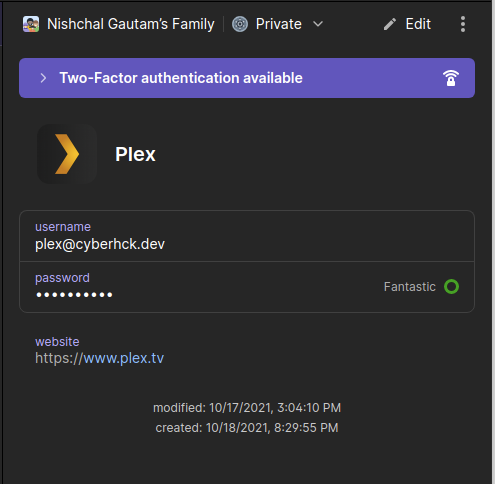 Nishchal Gautam’s Family
Private
Edit
Two-Factor authentication available
Plex
username
plex@cyberhck.dev
password
••••••••••
Fantastic
website
https://www.plex.tv
modified: 10/17/2021, 3:04:10 PM
created: 10/18/2021, 8:29:55 PM